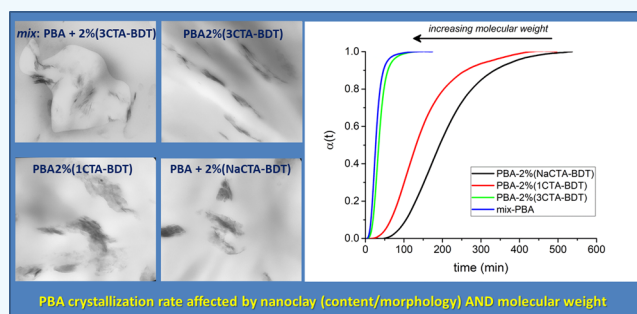 mix: PBA + 2%(3CTA-BDT)
PBA2%(3CTA-BDT)
PBA2%(1CTA-BDT)
PBA + 2%(NaCTA-BDT)
increasing molecular weight
α(t)
1.0
0.8
0.6
0.4
0.2
0.0
PBA-2%(NaCTA-BDT)
PBA-2%(1CTA-BDT)
PBA-2%(3CTA-BDT)
mix-PBA
0 100 200 300 400 500 600
time (min)
PBA crystallization rate affected by nanoclay (content/morphology) AND molecular weight